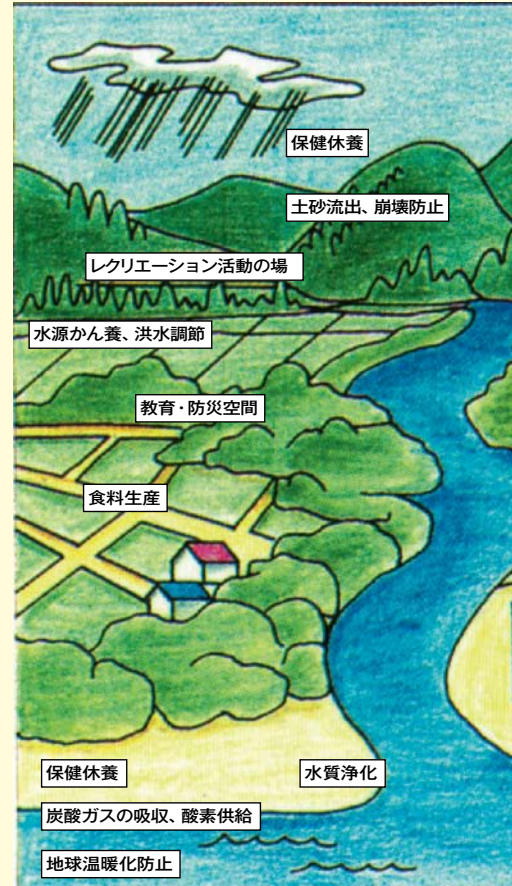 保健休養
土砂流出、崩壊防止
レクリエーション活動の場
水源かん養、洪水調節
教育・防災空間
食料生産
保健休養
水質浄化
炭酸ガスの吸収、酸素供給
地球温暖化防止